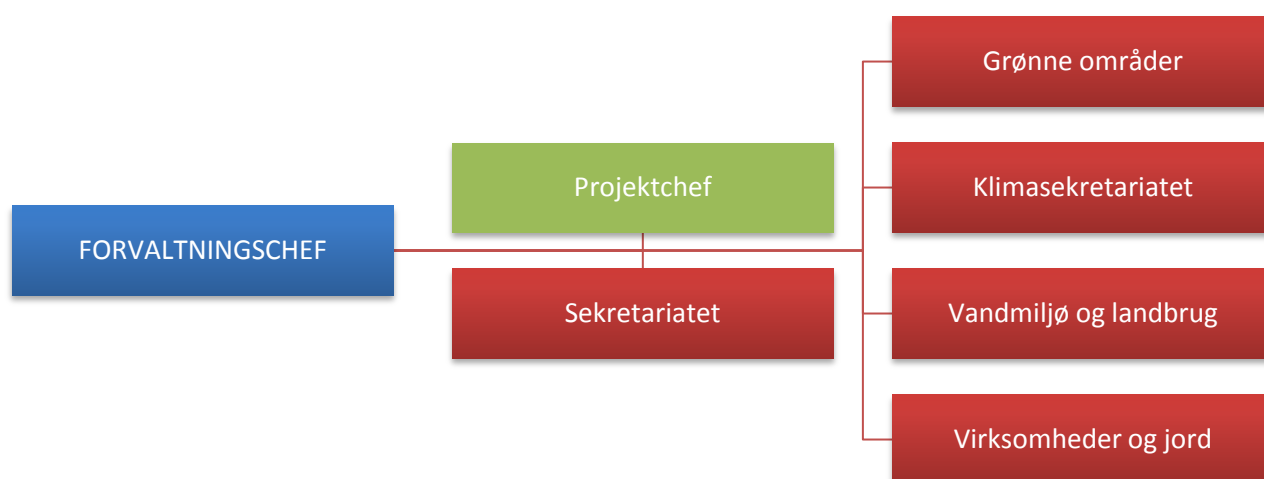 FORVALTNINGSCHEF
Projektchef
Sekretariatet
Grønne områder
Klimasekretariatet
Vandmiljø og landbrug
Virksomheder og jord